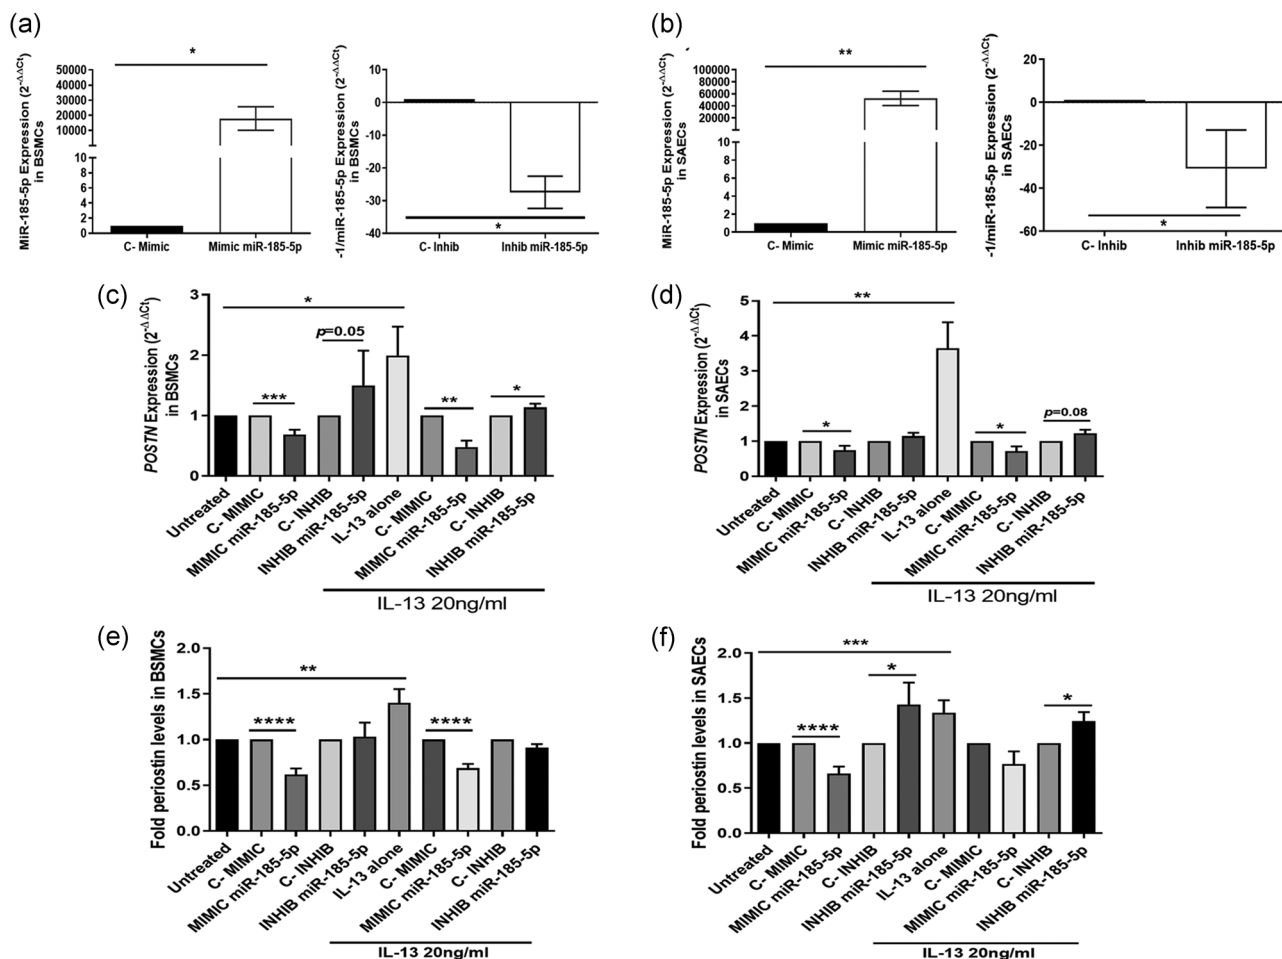 (a)
MiR-185-5p Expression (2-ΔΔCt)
in BSMCs
50000
40000
30000
20000
10000
10
8
6
4
2
0
*
C- Mimic
Mimic miR-185-5p
-1/miR-185-5p Expression (2-ΔΔCt)
in BSMCs
10
0
-10
-20
-30
-40
*
C- Inhib
Inhib miR-185-5p
(b)
MiR-185-5p Expression (2-ΔΔCt)
in SAECs
100000
80000
60000
40000
20000
10
8
6
4
2
0
**
C- Mimic
Mimic miR-185-5p
-1/miR-185-5p Expression (2-ΔΔCt)
in SAECs
20
0
-20
-40
-60
*
C- Inhib
Inhib miR-185-5p
(c)
POSTN Expression (2-ΔΔCt)
in BSMCs
3
2
1
0
*
p=0.05
***
**
*
Untreated
C- MIMIC
MIMIC miR-185-5p
C- INHIB
INHIB miR-185-5p
IL-13 alone
C- MIMIC
MIMIC miR-185-5p
C- INHIB
INHIB miR-185-5p
IL-13 20ng/ml
(d)
POSTN Expression (2-ΔΔCt)
in SAECs
5
4
3
2
1
0
**
*
*
p=0.08
Untreated
C- MIMIC
MIMIC miR-185-5p
C- INHIB
INHIB miR-185-5p
IL-13 alone
C- MIMIC
MIMIC miR-185-5p
C- INHIB
INHIB miR-185-5p
IL-13 20ng/ml
(e)
Fold periostin levels in BSMCs
2.0
1.5
1.0
0.5
0.0
**
****
****
Untreated
C- MIMIC
MIMIC miR-185-5p
C- INHIB
INHIB miR-185-5p
IL-13 alone
C- MIMIC
MIMIC miR-185-5p
C- INHIB
INHIB miR-185-5p
IL-13 20ng/ml
(f)
Fold periostin levels in SAECs
2.0
1.5
1.0
0.5
0.0
***
*
****
*
Untreated
C- MIMIC
MIMIC miR-185-5p
C- INHIB
INHIB miR-185-5p
IL-13 alone
C- MIMIC
MIMIC miR-185-5p
C- INHIB
INHIB miR-185-5p
IL-13 20ng/ml